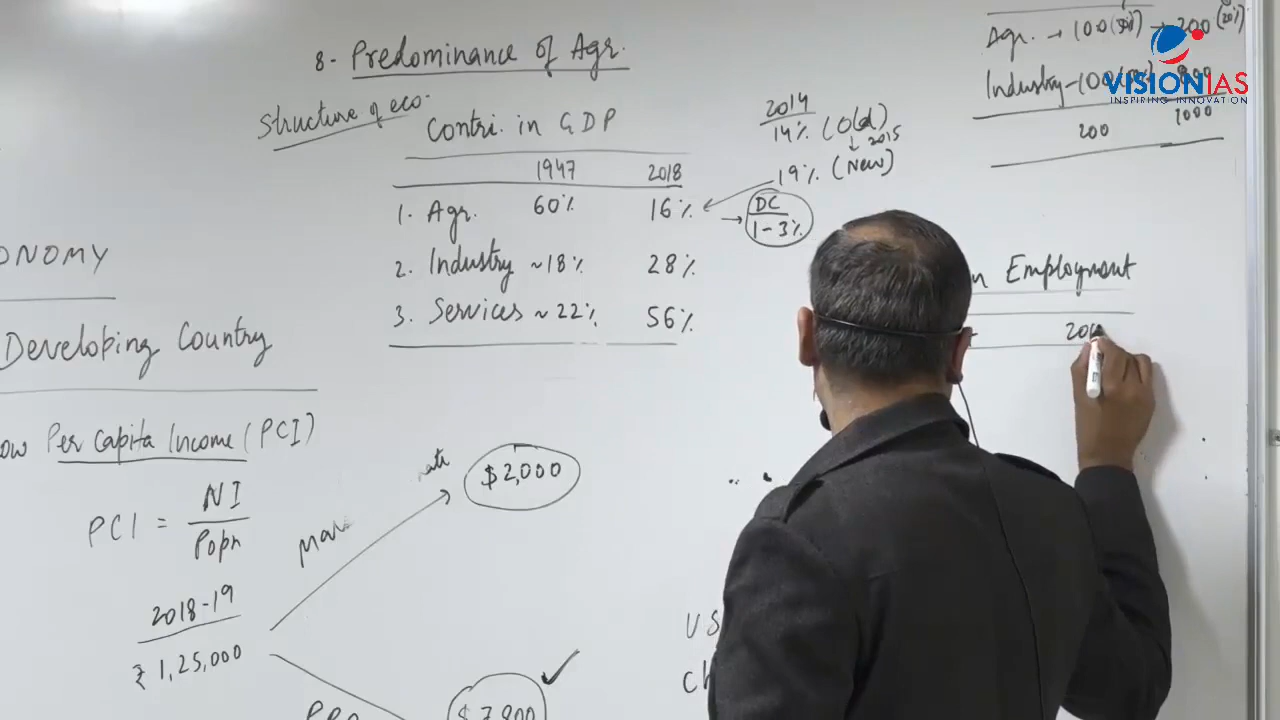 8. Predominance of Agr.
Structure of eco.
Contri. in GDP
1947 2018
1. Agr. 60% 16%
2. Industry ~18% 28%
3. Services ~22% 56%
2014
14% (Old)
↓ 2015
19% (New)
→ DC
1-3%
Agr. → 100 → 200 (20%)
Industry - 100 800
200 1000
VISIONIAS
INSPIRING INNOVATION
Employment
ONOMY
Developing Country
ow Per Capita Income (PCI)
PCI = NI
Popn
2018-19
₹ 1,25,000
$2,000
$7,800
US
Ch